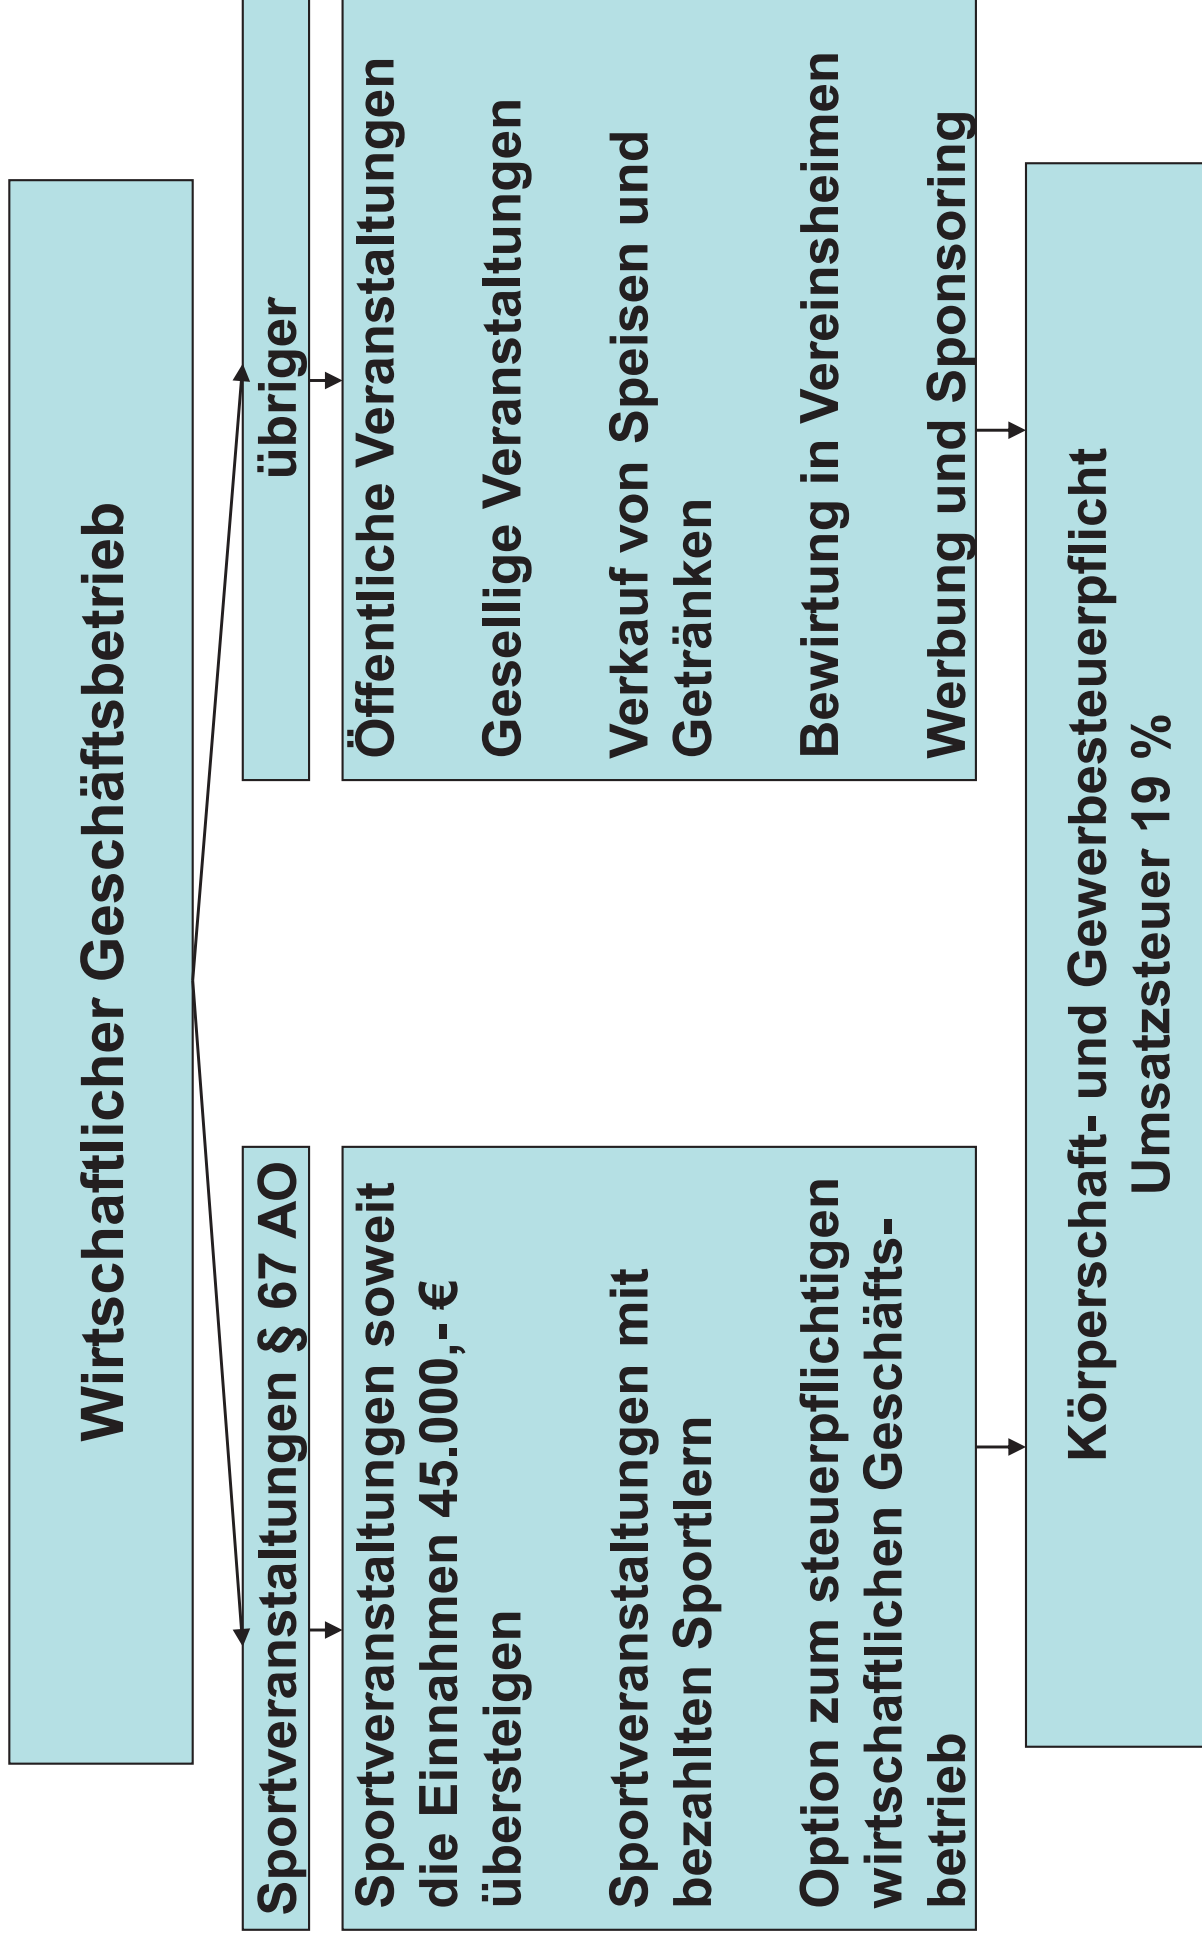 Wirtschaftlicher Geschäftsbetrieb
Sportveranstaltungen § 67 AO
Sportveranstaltungen soweit
die Einnahmen 45.000,- €
übersteigen
Sportveranstaltungen mit
bezahlten Sportlern
Option zum steuerpflichtigen
wirtschaftlichen Geschäfts-
betrieb
übriger
Öffentliche Veranstaltungen
Gesellige Veranstaltungen
Verkauf von Speisen und
Getränken
Bewirtung in Vereinsheimen
Werbung und Sponsoring
Körperschaft- und Gewerbesteuerpflicht
Umsatzsteuer 19 %